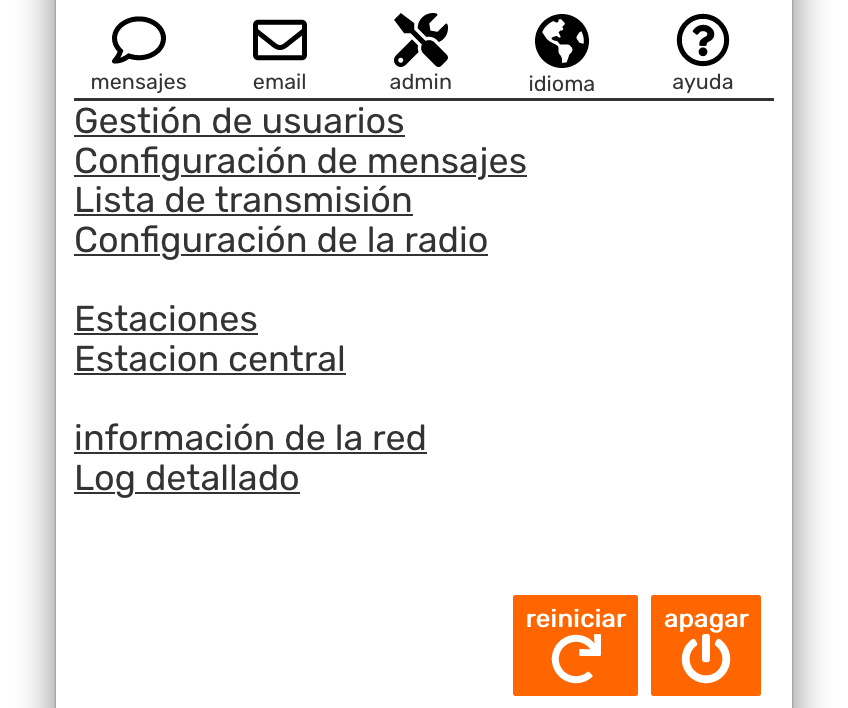 mensajes email admin idioma ayuda
Gestión de usuarios
Configuración de mensajes
Lista de transmisión
Configuración de la radio
Estaciones
Estacion central
información de la red
Log detallado
reiniciar apagar